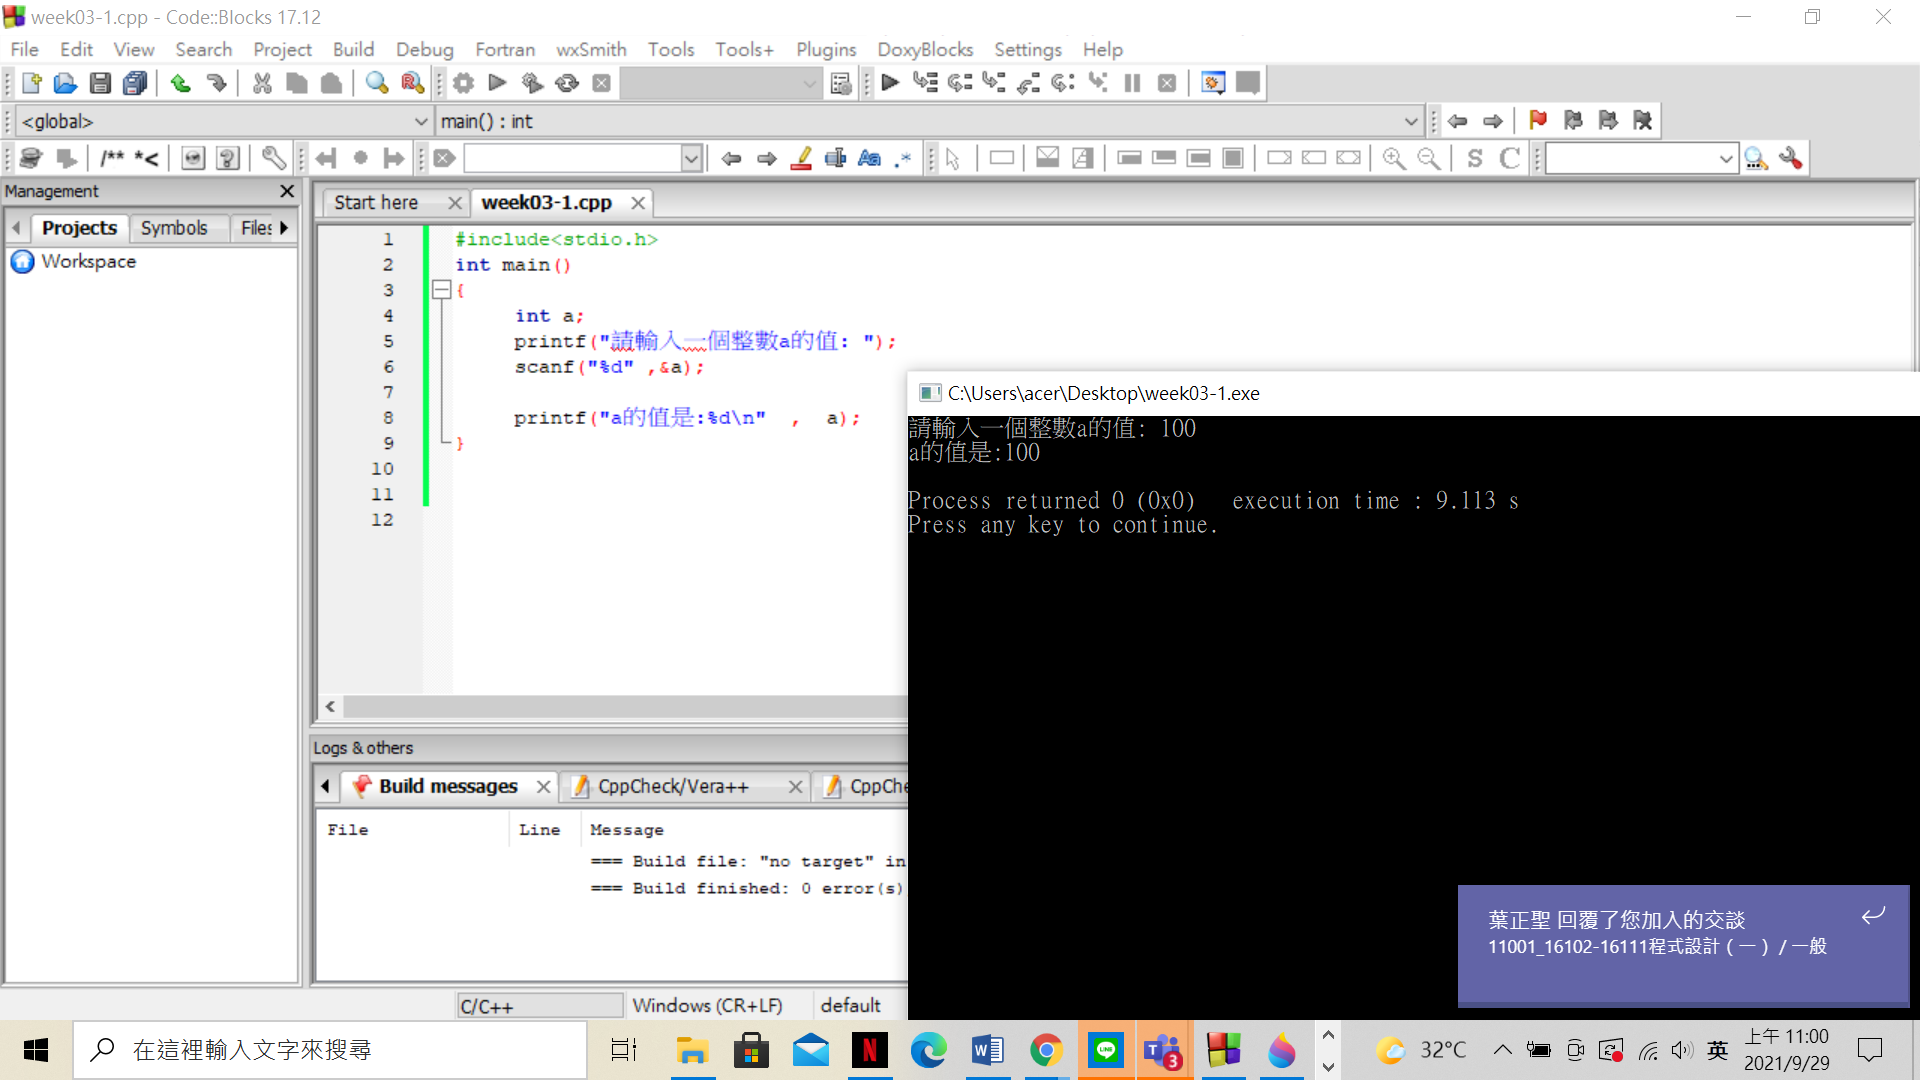 week03-1.cpp - Code::Blocks 17.12
File Edit View Search Project Build Debug Fortran wxSmith Tools Tools+ Plugins DoxyBlocks Settings Help
<global> main() : int
/** *<
S C
Management
Projects Symbols Files
Workspace
Start here week03-1.cpp
1 #include<stdio.h>
2 int main()
3 {
4 int a;
5 printf("請輸入一個整數a的值: ");
6 scanf("%d" ,&a);
7
8 printf("a的值是:%d\n" , a);
9 }
10
11
12
C:\Users\acer\Desktop\week03-1.exe
請輸入一個整數a的值: 100
a的值是:100
Process returned 0 (0x0) execution time : 9.113 s
Press any key to continue.
Logs & others
Build messages CppCheck/Vera++ CppChe
File Line Message
=== Build file: "no target" in
=== Build finished: 0 error(s)
葉正聖 回覆了您加入的交談
11001_16102-16111程式設計 ( 一 ) / 一般
C/C++ Windows (CR+LF) default
在這裡輸入文字來搜尋
32°C
英
上午 11:00
2021/9/29